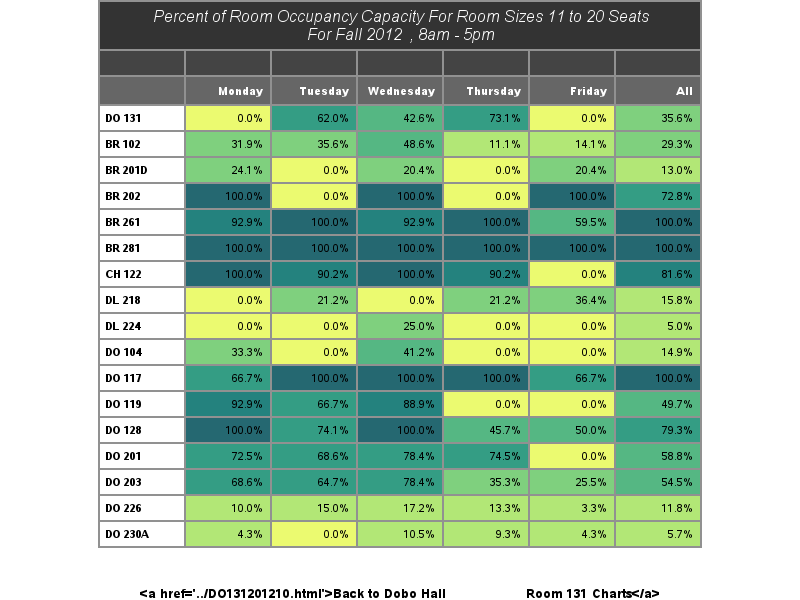 Percent of Room Occupancy Capacity For Room Sizes 11 to 20 Seats
For Fall 2012 , 8am - 5pm
Monday Tuesday Wednesday Thursday Friday All
DO 131 0.0% 62.0% 42.6% 73.1% 0.0% 35.6%
BR 102 31.9% 35.6% 48.6% 11.1% 14.1% 29.3%
BR 201D 24.1% 0.0% 20.4% 0.0% 20.4% 13.0%
BR 202 100.0% 0.0% 100.0% 0.0% 100.0% 72.8%
BR 261 92.9% 100.0% 92.9% 100.0% 59.5% 100.0%
BR 281 100.0% 100.0% 100.0% 100.0% 100.0% 100.0%
CH 122 100.0% 90.2% 100.0% 90.2% 0.0% 81.6%
DL 218 0.0% 21.2% 0.0% 21.2% 36.4% 15.8%
DL 224 0.0% 0.0% 25.0% 0.0% 0.0% 5.0%
DO 104 33.3% 0.0% 41.2% 0.0% 0.0% 14.9%
DO 117 66.7% 100.0% 100.0% 100.0% 66.7% 100.0%
DO 119 92.9% 66.7% 88.9% 0.0% 0.0% 49.7%
DO 128 100.0% 74.1% 100.0% 45.7% 50.0% 79.3%
DO 201 72.5% 68.6% 78.4% 74.5% 0.0% 58.8%
DO 203 68.6% 64.7% 78.4% 35.3% 25.5% 54.5%
DO 226 10.0% 15.0% 17.2% 13.3% 3.3% 11.8%
DO 230A 4.3% 0.0% 10.5% 9.3% 4.3% 5.7%
<a href='../DO131201210.html'>Back to Dobo Hall Room 131 Charts</a>